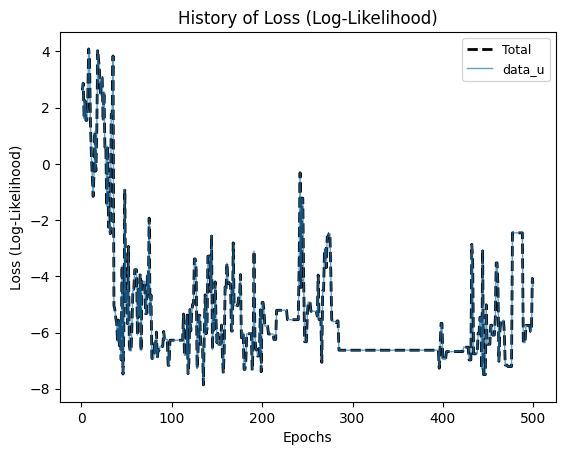 History of Loss (Log-Likelihood)
Total
data_u
4
2
0
−2
−4
−6
−8
Loss (Log-Likelihood)
0
100
200
300
400
500
Epochs